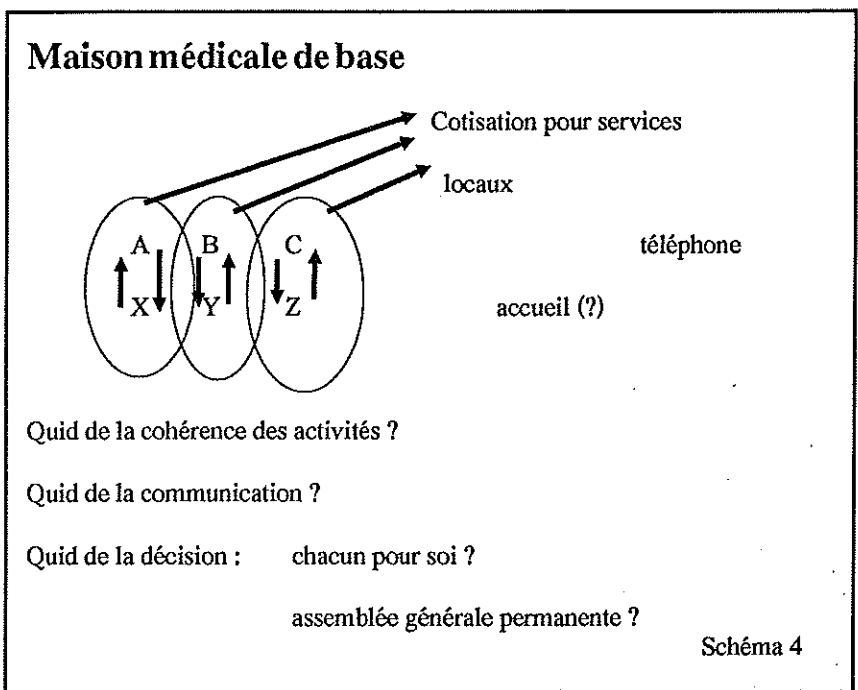 Maison médicale de base
Cotisation pour services
locaux
A B C
téléphone
X Y Z
accueil (?)
Quid de la cohérence des activités ?
Quid de la communication ?
Quid de la décision : chacun pour soi ?
assemblée générale permanente ?
Schéma 4